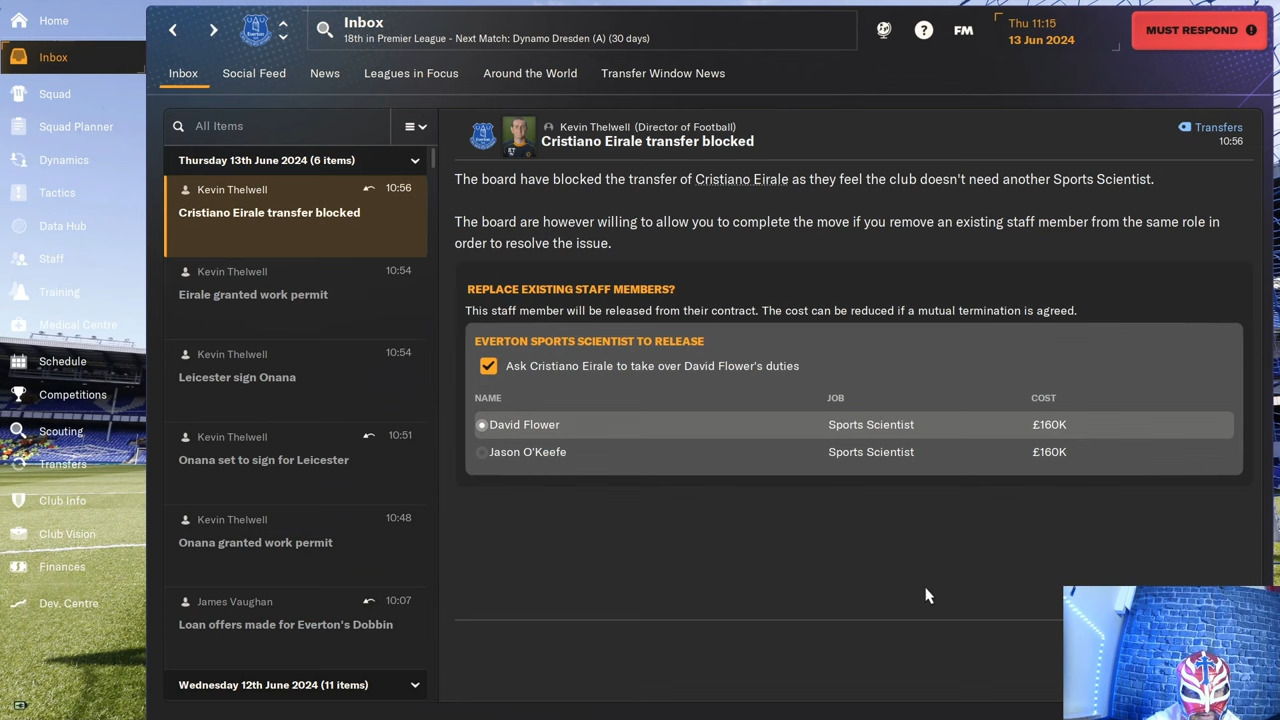 Home
Inbox
Squad
Squad Planner
Dynamics
Tactics
Data Hub
Staff
Training
Medical Centre
Schedule
Competitions
Scouting
Transfers
Club Info
Club Vision
Finances
Dev. Centre
Everton
Inbox
18th in Premier League - Next Match: Dynamo Dresden (A) (30 days)
?
FM
Thu 11:15
13 Jun 2024
MUST RESPOND
Inbox
Social Feed
News
Leagues in Focus
Around the World
Transfer Window News
All Items
Thursday 13th June 2024 (6 items)
Kevin Thelwell
10:56
Cristiano Eirale transfer blocked
Kevin Thelwell
10:54
Eirale granted work permit
Kevin Thelwell
10:54
Leicester sign Onana
Kevin Thelwell
10:51
Onana set to sign for Leicester
Kevin Thelwell
10:48
Onana granted work permit
James Vaughan
10:07
Loan offers made for Everton's Dobbin
Wednesday 12th June 2024 (11 items)
Kevin Thelwell (Director of Football)
Cristiano Eirale transfer blocked
Transfers
10:56
The board have blocked the transfer of Cristiano Eirale as they feel the club doesn't need another Sports Scientist.
The board are however willing to allow you to complete the move if you remove an existing staff member from the same role in
order to resolve the issue.
REPLACE EXISTING STAFF MEMBERS?
This staff member will be released from their contract. The cost can be reduced if a mutual termination is agreed.
EVERTON SPORTS SCIENTIST TO RELEASE
Ask Cristiano Eirale to take over David Flower's duties
NAME JOB COST
David Flower Sports Scientist £160K
Jason O'Keefe Sports Scientist £160K